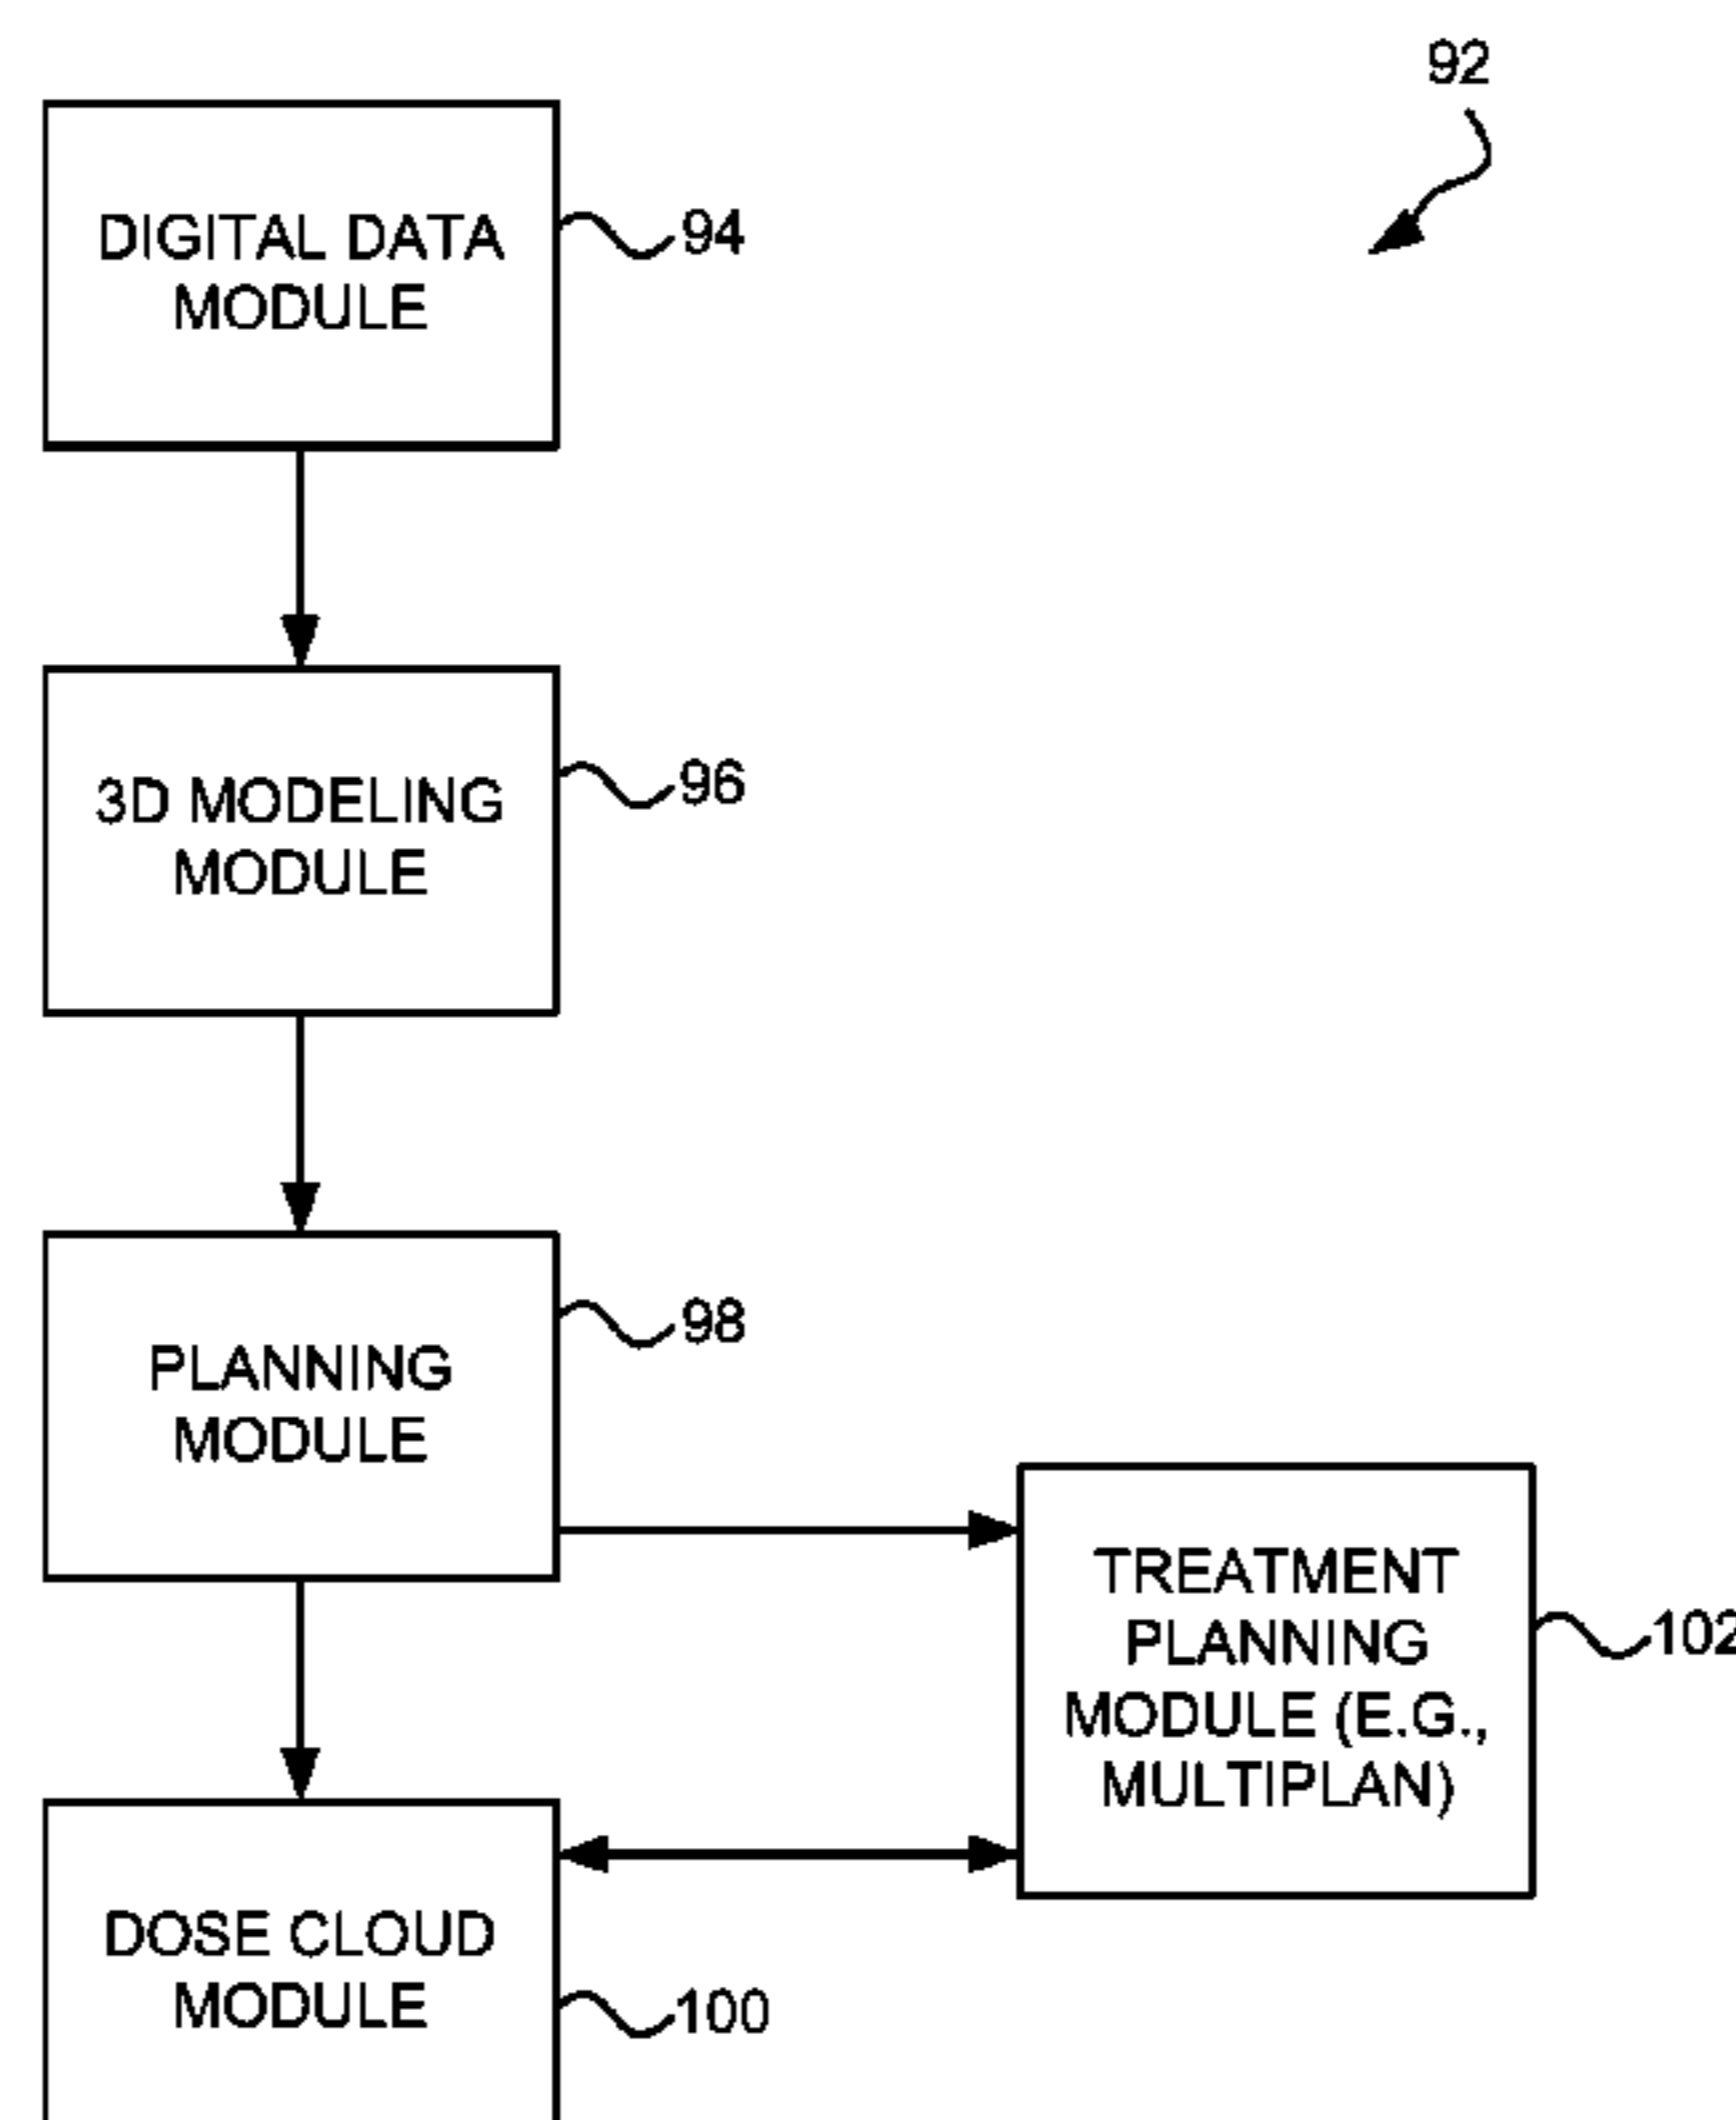 92
DIGITAL DATA
MODULE
94
3D MODELING
MODULE
96
PLANNING
MODULE
98
TREATMENT
PLANNING
MODULE (E.G.,
MULTIPLAN)
102
DOSE CLOUD
MODULE
100